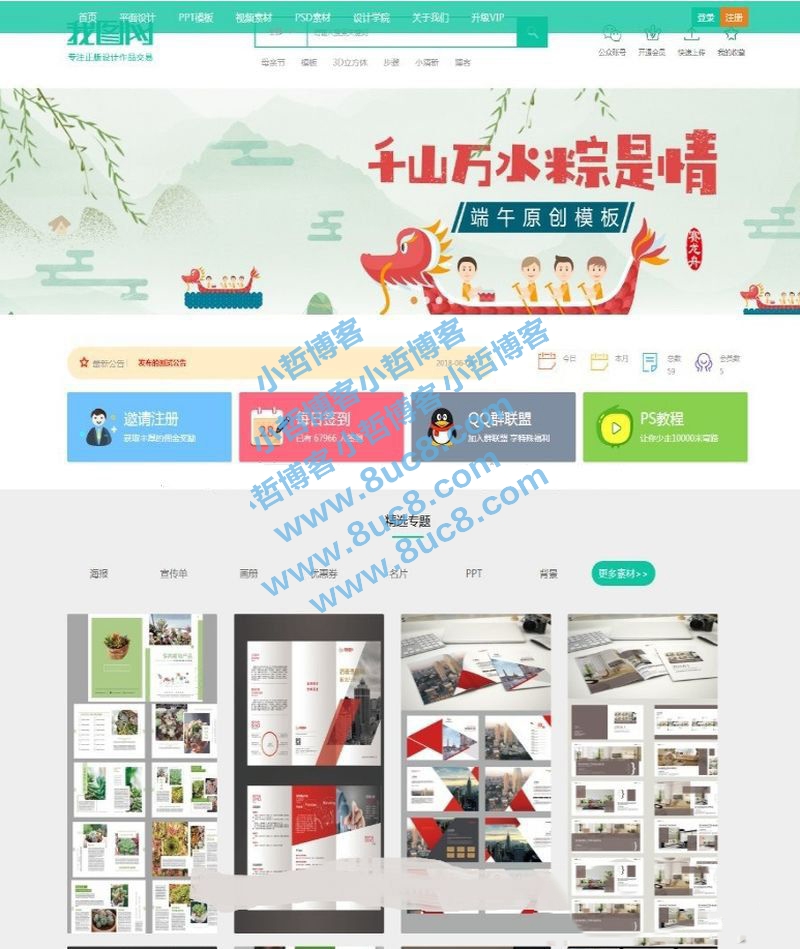 首页 平面设计 PPT模板 视频素材 PSD素材 设计学院 关于我们 升级VIP 登录 注册
我图网
专注正版设计作品交易
公众账号 开通会员 快速上传 我的收藏
母亲节 模板 3D立方体 步骤 小清新 博客
千山万水粽是情
端午原创模板
赛龙舟
最新公告 发布的测试公告 2018-06
今日 本月 总数 会员数
59 5
邀请注册 每日签到 QQ群联盟 PS教程
获取丰厚的佣金奖励 已有 67966 人签到 加入群联盟 享特殊福利 让你少走10000米弯路
小哲博客小哲博客小哲博客
哲博客 小哲博客 小哲博客
www.8uc8.com
www.8uc8.com
www.8uc8.com
精选专题
海报 宣传单 画册 优惠券 名片 PPT 背景 更多素材>>